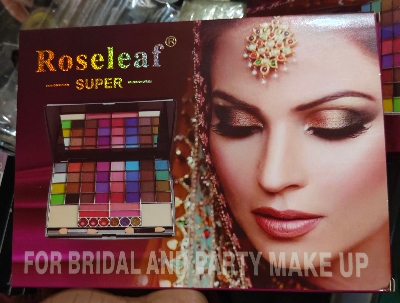 Roseleaf®
SUPER
FOR BRIDAL AND PARTY MAKE UP